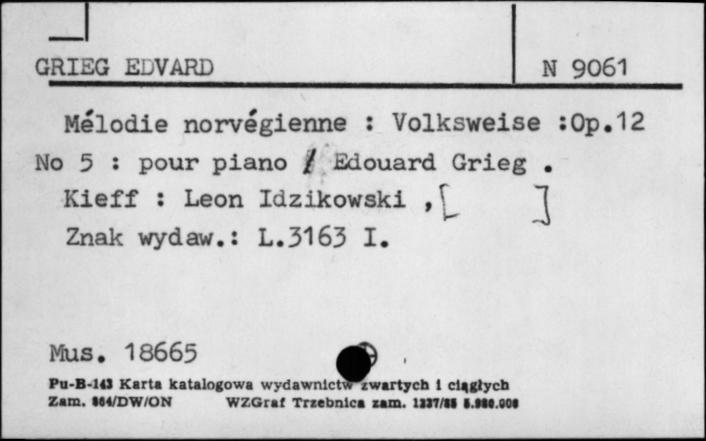 GRIEG EDVARD N 9061
Mélodie norvégienne : Volksweise :Op.12
No 5 : pour piano / Edouard Grieg .
Kieff : Leon Idzikowski ,[ ]
Znak wydaw.: L.3163 I.
Mus. 18665
Pu-B-143 Karta katalogowa wydawnictw zwartych i ciągłych
Zam. 864/DW/ON WZGraf Trzebnica zam. 1237/85 5.980.000